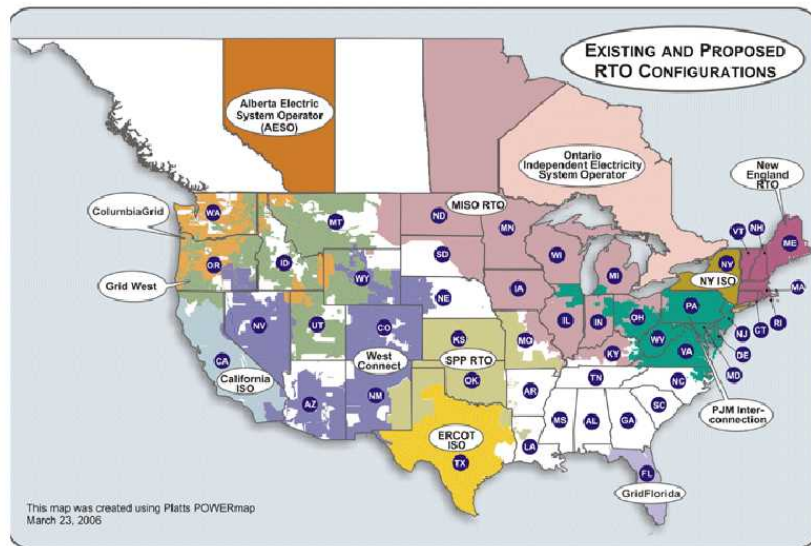 EXISTING AND PROPOSED
RTO CONFIGURATIONS
Alberta Electric
System Operator
(AESO)
Ontario
Independent Electricity
System Operator
New
England
RTO
ColumbiaGrid
WA
MT
ND
MISO RTO
MN
VT
NH
ME
Grid West
OR
ID
WY
SD
WI
MI
NY
NY ISO
MA
NE
IA
PA
RI
CT
NJ
DE
MD
NV
UT
CO
IL
IN
OH
WV
VA
CA
California
ISO
West
Connect
KS
SPP RTO
MO
KY
AZ
NM
OK
AR
TN
NC
PJM Inter-
connection
SC
MS
AL
GA
ERCOT
ISO
TX
LA
FL
GridFlorida
This map was created using Platts POWERmap
March 23, 2006